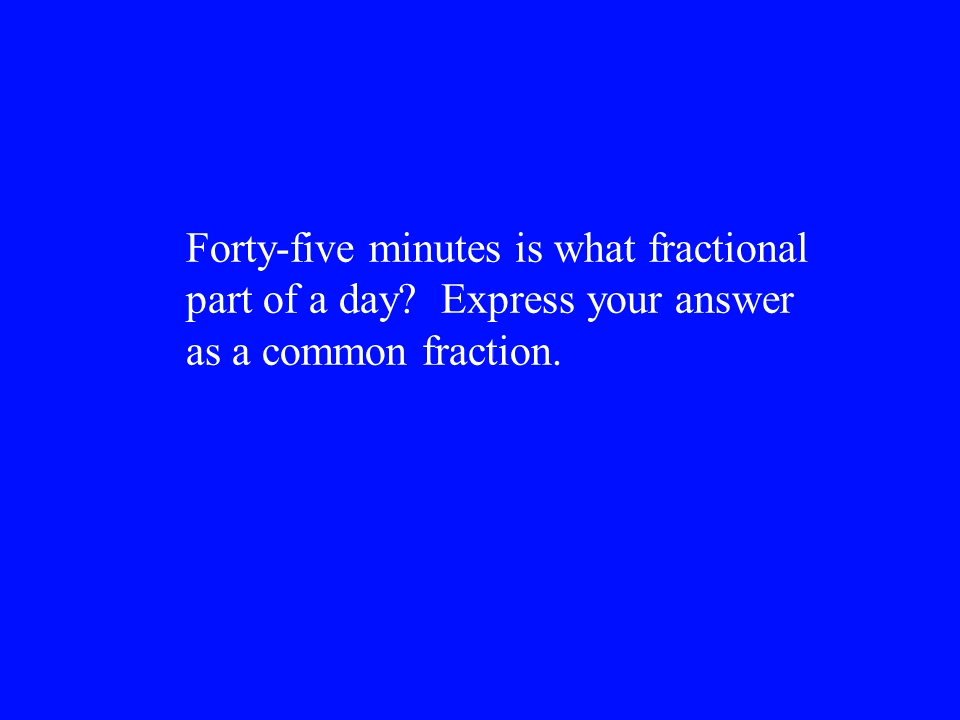 Forty-five minutes is what fractional
part of a day?  Express your answer
as a common fraction.